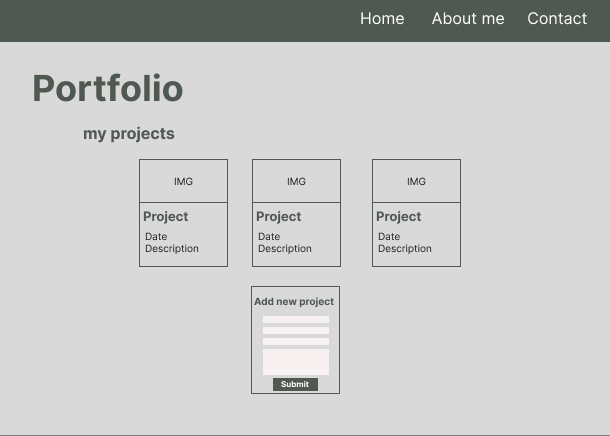 Home About me Contact
Portfolio
my projects
IMG IMG IMG
Project Project Project
Date Date Date
Description Description Description
Add new project
Submit